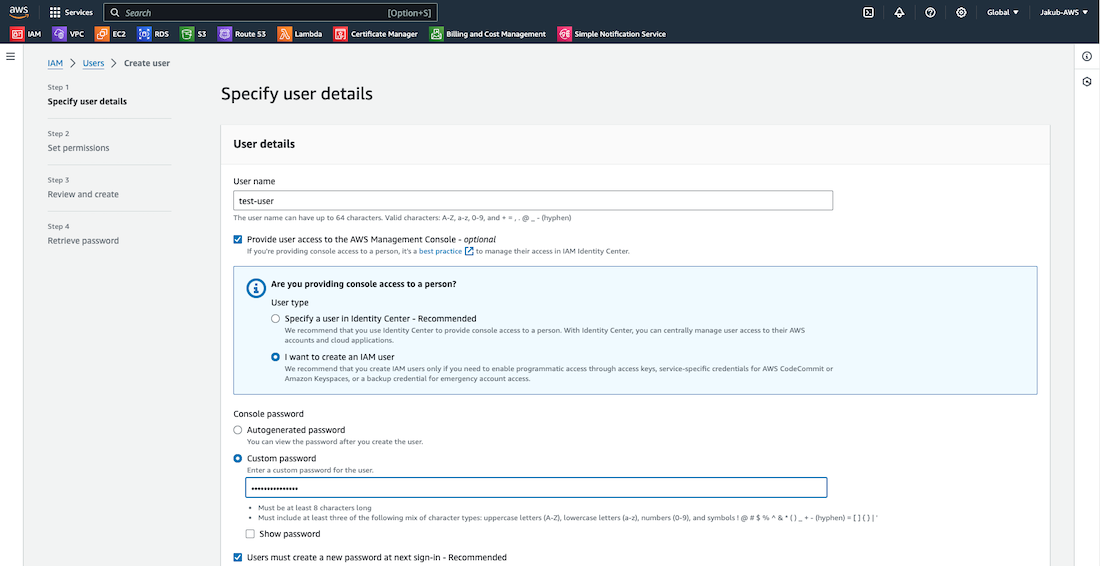 aws Services Search [Option+S] Global Jakub-AWS
IAM VPC EC2 RDS S3 Route 53 Lambda Certificate Manager Billing and Cost Management Simple Notification Service
IAM > Users > Create user
Step 1
Specify user details
Step 2
Set permissions
Step 3
Review and create
Step 4
Retrieve password
Specify user details
User details
User name
test-user
The user name can have up to 64 characters. Valid characters: A-Z, a-z, 0-9, and + = , . @ _ - (hyphen)
Provide user access to the AWS Management Console - optional
If you're providing console access to a person, it's a best practice to manage their access in IAM Identity Center.
Are you providing console access to a person?
User type
Specify a user in Identity Center - Recommended
We recommend that you use Identity Center to provide console access to a person. With Identity Center, you can centrally manage user access to their AWS
accounts and cloud applications.
I want to create an IAM user
We recommend that you create IAM users only if you need to enable programmatic access through access keys, service-specific credentials for AWS CodeCommit or
Amazon Keyspaces, or a backup credential for emergency account access.
Console password
Autogenerated password
You can view the password after you create the user.
Custom password
Enter a custom password for the user.
•••••••••••••••
• Must be at least 8 characters long
• Must include at least three of the following mix of character types: uppercase letters (A-Z), lowercase letters (a-z), numbers (0-9), and symbols ! @ # $ % ^ & * ( ) _ + - (hyphen) = [ ] { } | '
Show password
Users must create a new password at next sign-in - Recommended